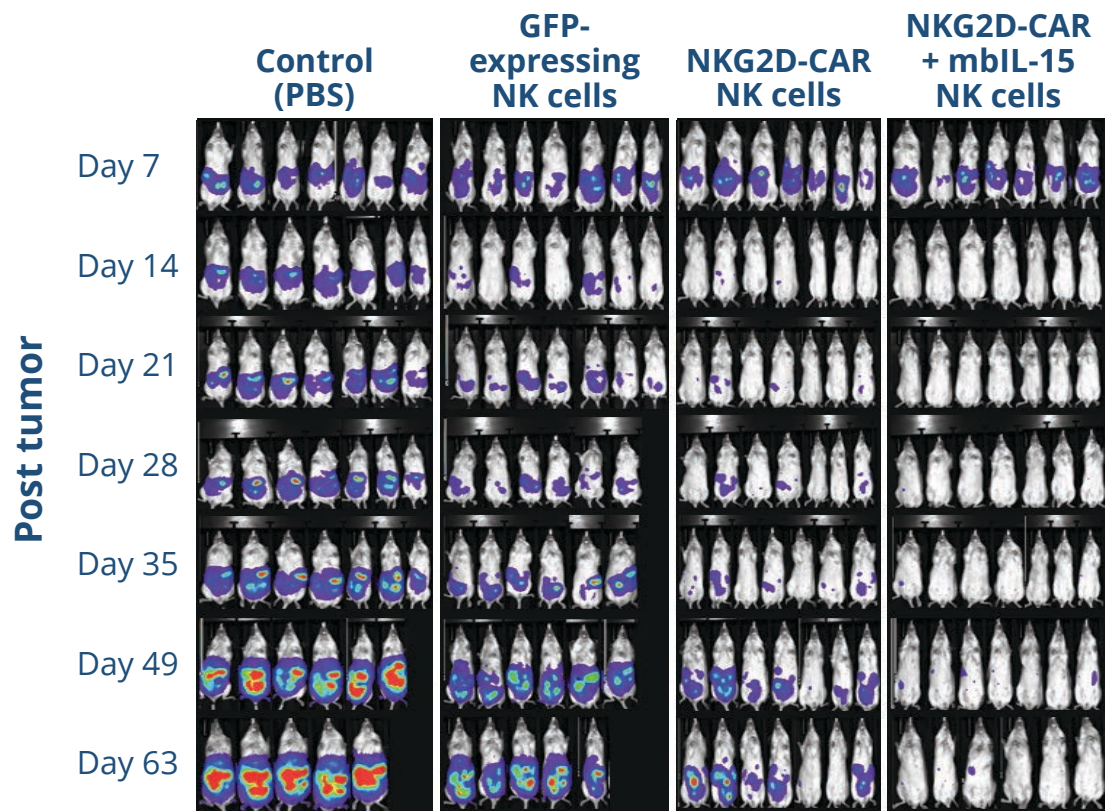 Control
(PBS)
GFP-
expressing
NK cells
NKG2D-CAR
NK cells
NKG2D-CAR
+ mbIL-15
NK cells
Post tumor
Day 7
Day 14
Day 21
Day 28
Day 35
Day 49
Day 63